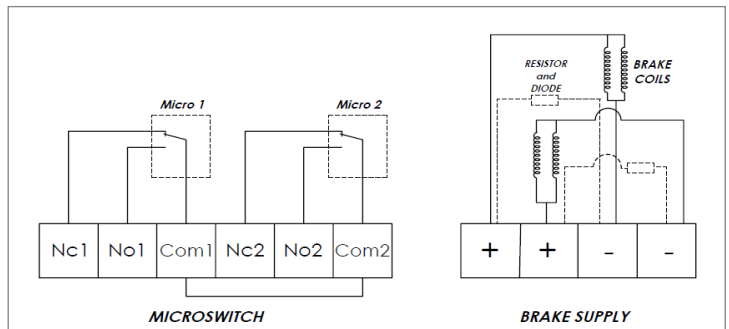 RESISTOR
and
DIODE
BRAKE
COILS
Micro 1
Micro 2
Nc1 No1 Com1 Nc2 No2 Com2
+ + - -
MICROSWITCH
BRAKE SUPPLY